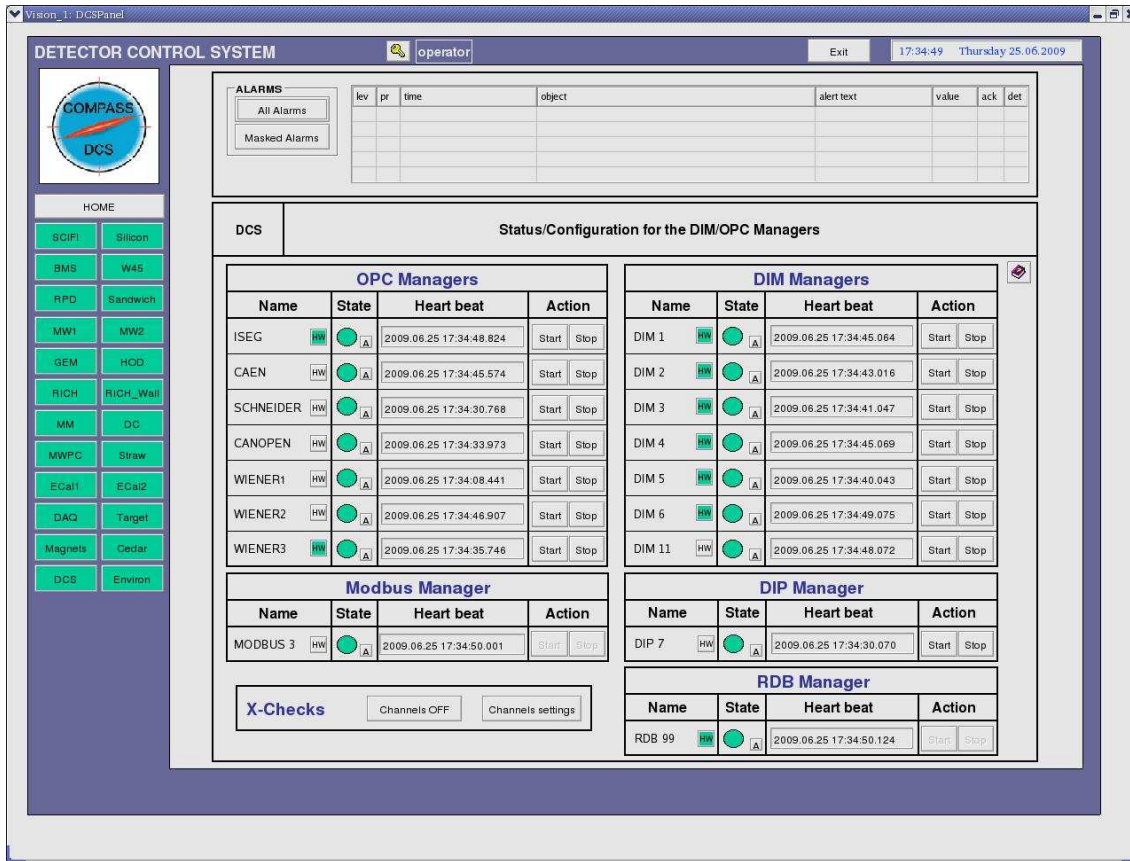 Vision_1: DCSPanel
DETECTOR CONTROL SYSTEM
operator
Exit
17:34:49 Thursday 25.06.2009
COMPASS
DCS
ALARMS
All Alarms
Masked Alarms
lev pr time object alert text value ack det
HOME
SCIFI Silicon
BMS W45
RPD Sandwich
MW1 MW2
GEM HOD
RICH RICH_Wall
MM DC
MWPC Straw
ECal1 ECal2
DAQ Target
Magnets Cedar
DCS Environ
DCS
Status/Configuration for the DIM/OPC Managers
OPC Managers
Name State Heart beat Action
ISEG HW A 2009.06.25 17:34:48.824 Start Stop
CAEN HW A 2009.06.25 17:34:45.574 Start Stop
SCHNEIDER HW A 2009.06.25 17:34:30.768 Start Stop
CANOPEN HW A 2009.06.25 17:34:33.973 Start Stop
WIENER1 HW A 2009.06.25 17:34:08.441 Start Stop
WIENER2 HW A 2009.06.25 17:34:46.907 Start Stop
WIENER3 HW A 2009.06.25 17:34:35.746 Start Stop
Modbus Manager
Name State Heart beat Action
MODBUS 3 HW A 2009.06.25 17:34:50.001 Start Stop
X-Checks Channels OFF Channels settings
DIM Managers
Name State Heart beat Action
DIM 1 HW A 2009.06.25 17:34:45.064 Start Stop
DIM 2 HW A 2009.06.25 17:34:43.016 Start Stop
DIM 3 HW A 2009.06.25 17:34:41.047 Start Stop
DIM 4 HW A 2009.06.25 17:34:45.069 Start Stop
DIM 5 HW A 2009.06.25 17:34:40.043 Start Stop
DIM 6 HW A 2009.06.25 17:34:49.075 Start Stop
DIM 11 HW A 2009.06.25 17:34:48.072 Start Stop
DIP Manager
Name State Heart beat Action
DIP 7 HW A 2009.06.25 17:34:30.070 Start Stop
RDB Manager
Name State Heart beat Action
RDB 99 HW A 2009.06.25 17:34:50.124 Start Stop